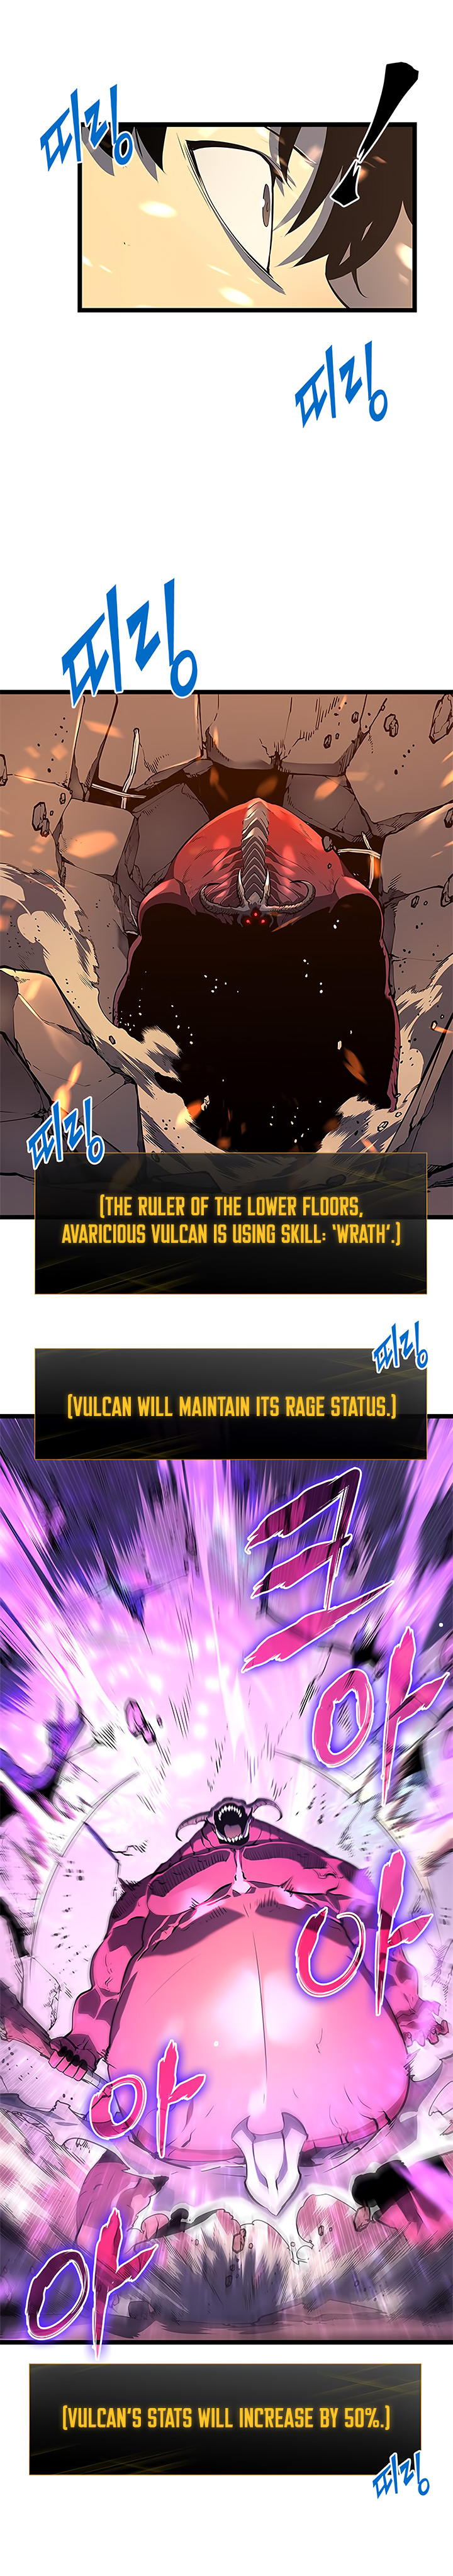 띠링
띠링
띠링
띠링
(THE RULER OF THE LOWER FLOORS,
AVARICIOUS VULCAN IS USING SKILL: 'WRATH'.)
띠링
(VULCAN WILL MAINTAIN ITS RAGE STATUS.)
크
아
아
아
아
(VULCAN'S STATS WILL INCREASE BY 50%.)
띠링